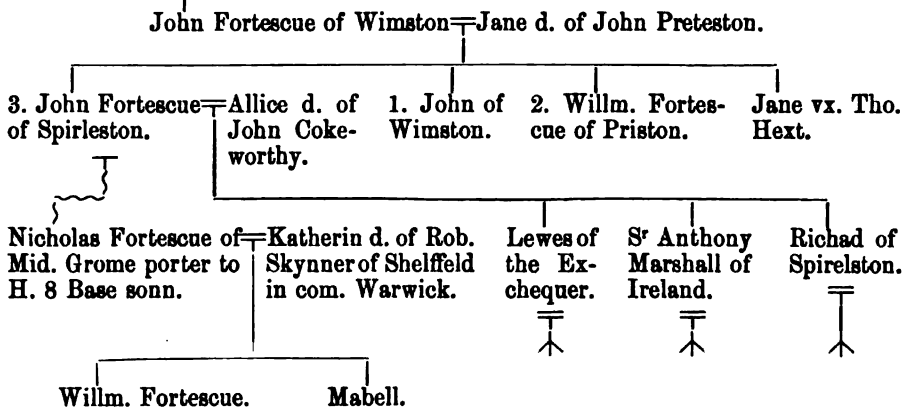 John Fortescue of Wimston Jane d. of John Preteston.
3. John Fortescue
of Spirleston.
Allice d. of
John Coke-
worthy.
1. John of
Wimston.
2. Willm. Fortes-
cue of Priston.
Jane vx. Tho.
Hext.
Nicholas Fortescue of
Mid. Grome porter to
H. 8 Base sonn.
Katherin d. of Rob.
Skynner of Shelffeld
in com. Warwick.
Lewes of
the Ex-
chequer.
Sʳ Anthony
Marshall of
Ireland.
Richad of
Spirelston.
Willm. Fortescue.
Mabell.